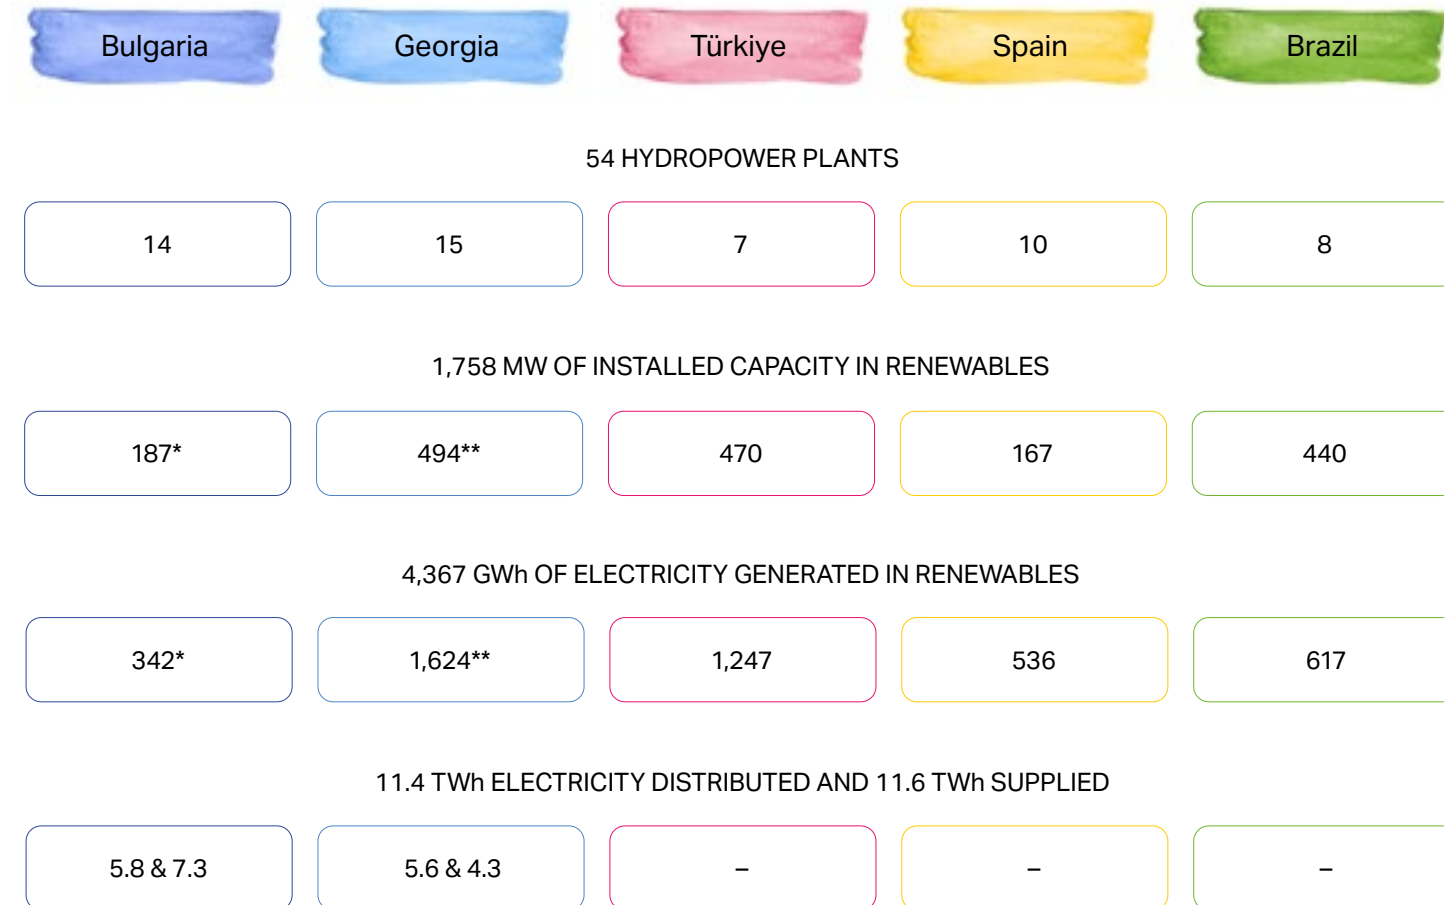 Bulgaria Georgia Türkiye Spain Brazil
54 HYDROPOWER PLANTS
14 15 7 10 8
1,758 MW OF INSTALLED CAPACITY IN RENEWABLES
187* 494** 470 167 440
4,367 GWh OF ELECTRICITY GENERATED IN RENEWABLES
342* 1,624** 1,247 536 617
11.4 TWh ELECTRICITY DISTRIBUTED AND 11.6 TWh SUPPLIED
5.8 & 7.3 5.6 & 4.3 – – –